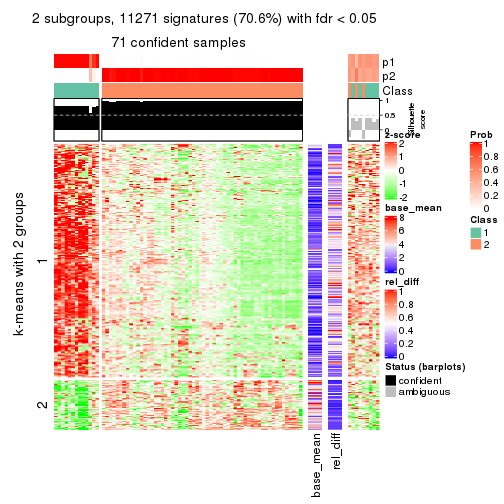 2 subgroups, 11271 signatures (70.6%) with fdr < 0.05
71 confident samples
p1
p2
Class
1
0.5
0
Silhouette
score
k-means with 2 groups
1
2
base_mean
rel_diff
z-score
2
1
0
-1
-2
base_mean
8
6
4
2
0
rel_diff
1
0.8
0.6
0.4
0.2
0
Status (barplots)
confident
ambiguous
Prob
1
0.8
0.6
0.4
0.2
0
Class
1
2